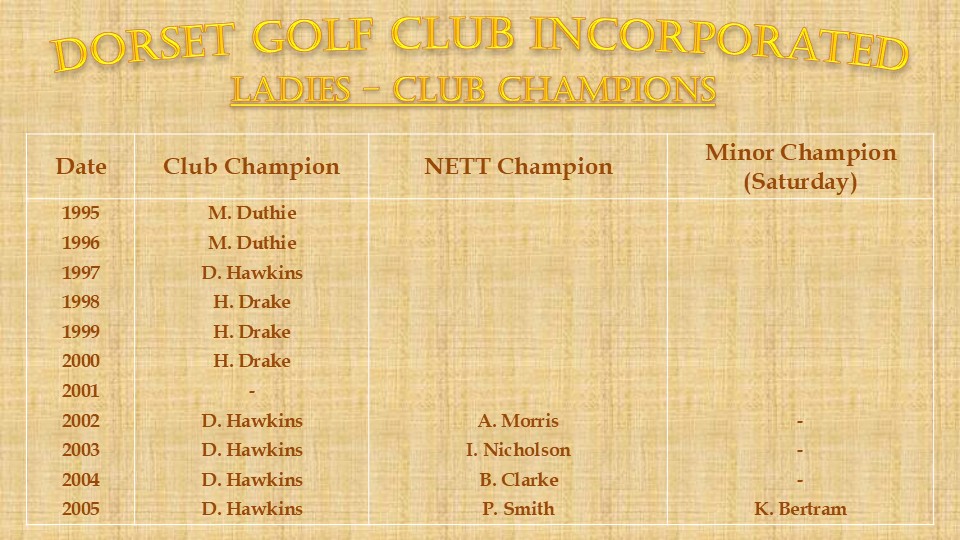 DORSET GOLF CLUB INCORPORATED
LADIES - CLUB CHAMPIONS
Date Club Champion NETT Champion Minor Champion
(Saturday)
1995 M. Duthie
1996 M. Duthie
1997 D. Hawkins
1998 H. Drake
1999 H. Drake
2000 H. Drake
2001 -
2002 D. Hawkins A. Morris -
2003 D. Hawkins I. Nicholson -
2004 D. Hawkins B. Clarke -
2005 D. Hawkins P. Smith K. Bertram